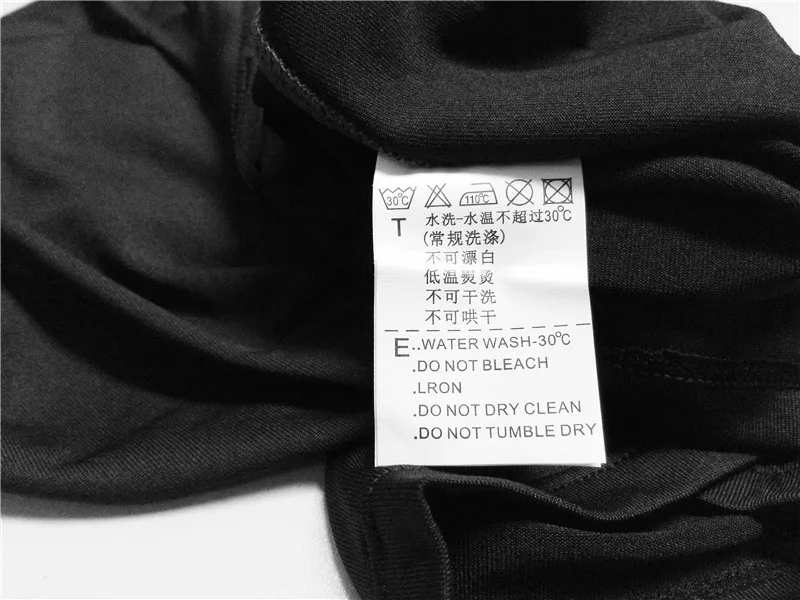 30℃ 110℃
T 水洗-水温不超过30℃
(常规洗涤)
不可漂白
低温熨烫
不可干洗
不可哄干
E..WATER WASH-30℃
.DO NOT BLEACH
.LRON
.DO NOT DRY CLEAN
.DO NOT TUMBLE DRY